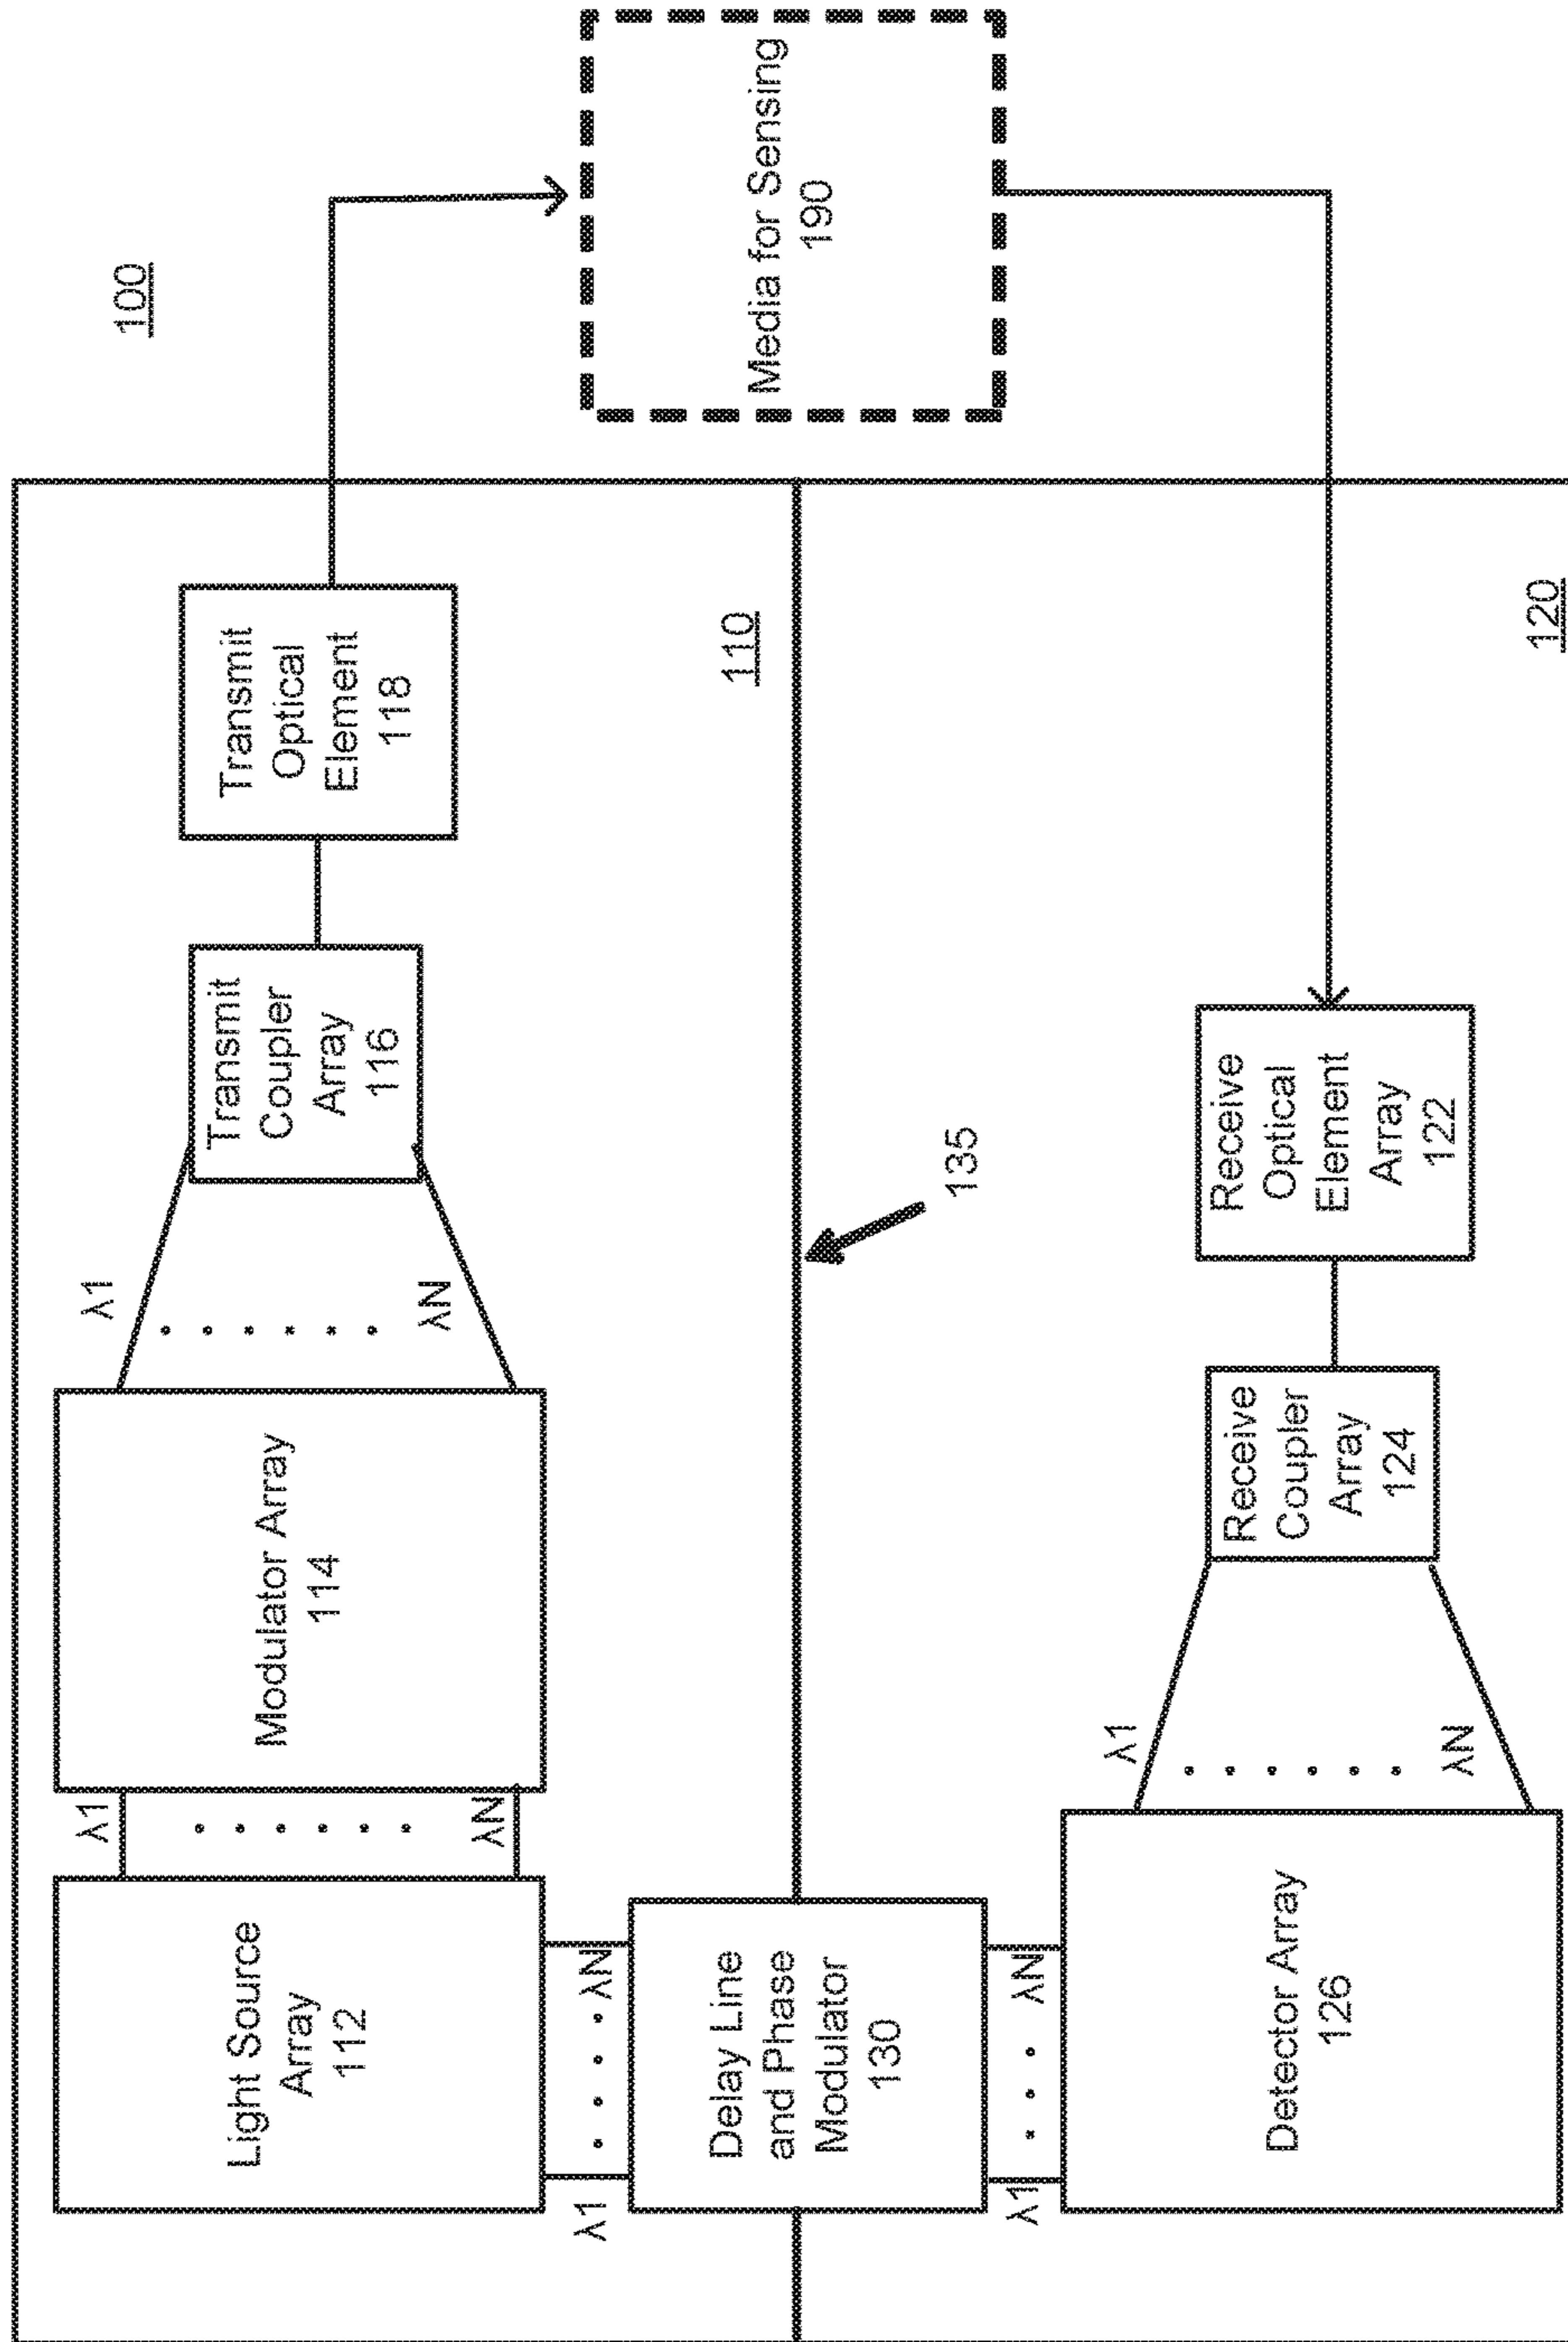 100
Light Source
Array
112
λ1
λN
Modulator Array
114
λ1
λN
Transmit
Coupler
Array
116
Transmit
Optical
Element
118
110
λ1
λN
Delay Line
and Phase
Modulator
130
135
Media for Sensing
190
λ1
λN
Detector Array
126
λ1
λN
Receive
Coupler
Array
124
Receive
Optical
Element
Array
122
120